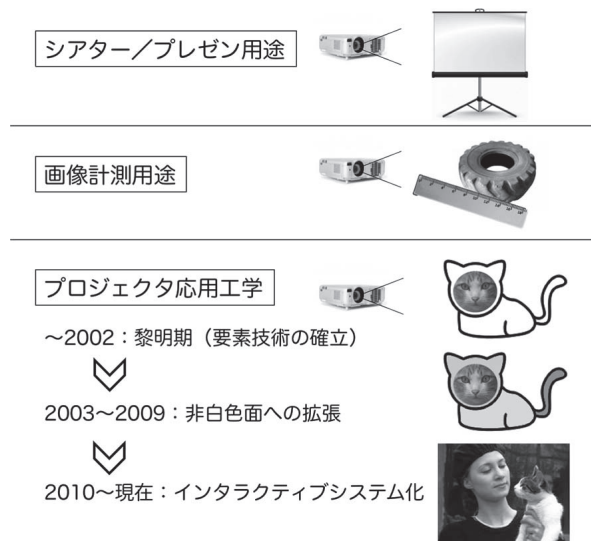 シアター／プレゼン用途
画像計測用途
プロジェクタ応用工学
～2002：黎明期（要素技術の確立）
2003～2009：非白色面への拡張
2010～現在：インタラクティブシステム化